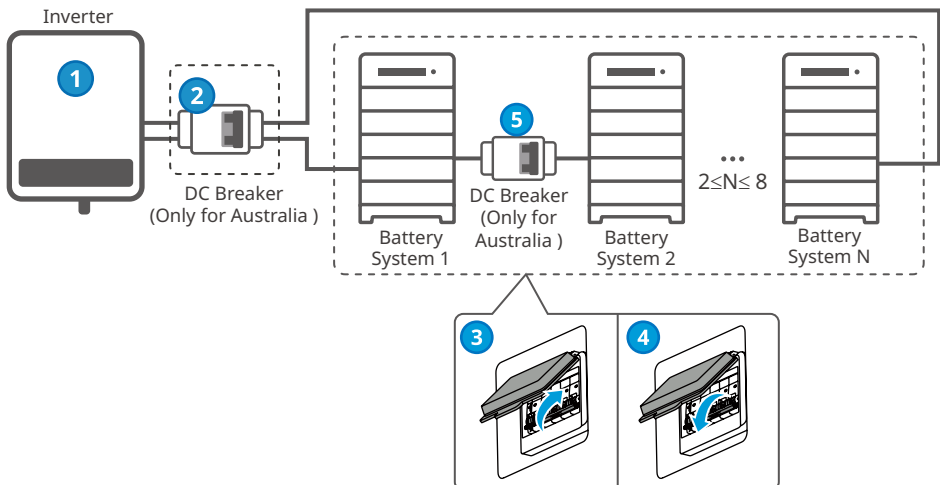 Inverter
1
2
5
DC Breaker
(Only for Australia )
DC Breaker
(Only for
Australia )
...
2≤N≤ 8
Battery
System 1
Battery
System 2
Battery
System N
3
4